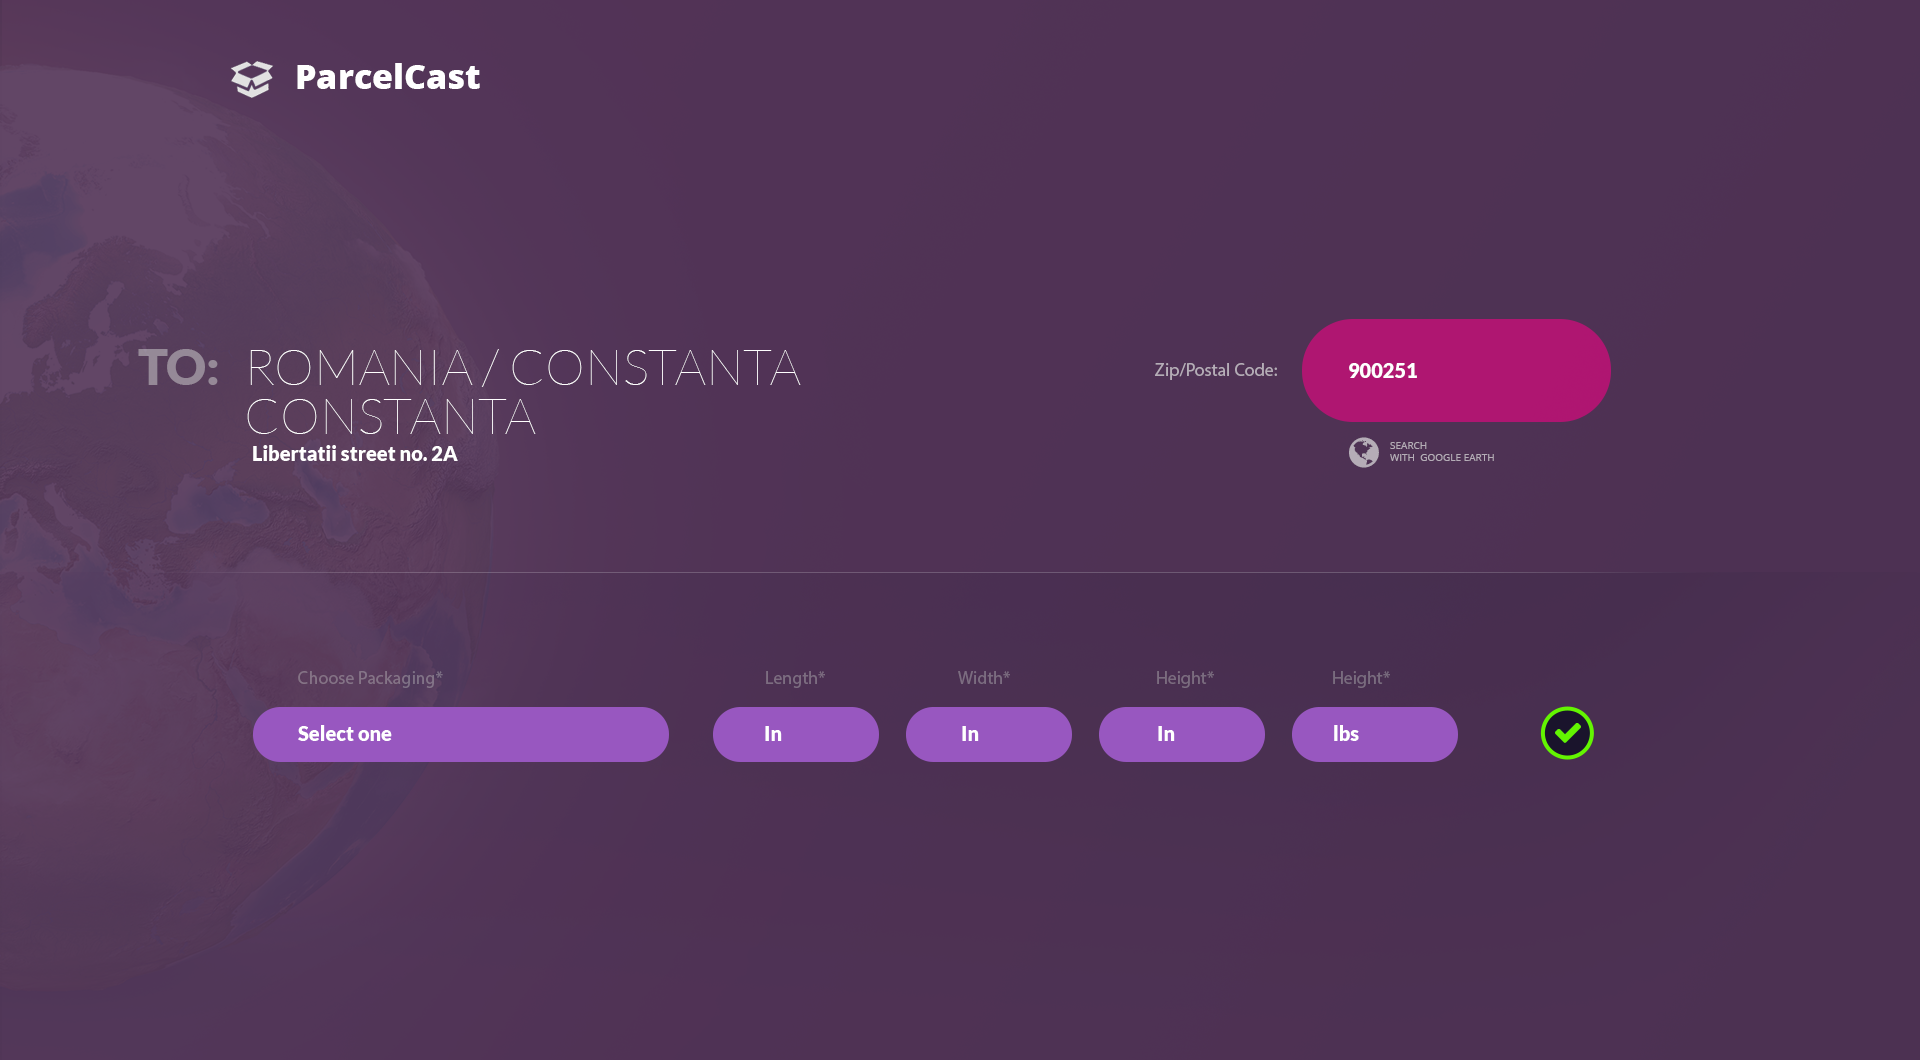 ParcelCast
TO: ROMANIA / CONSTANTA
CONSTANTA
Libertatii street no. 2A
Zip/Postal Code:
900251
SEARCH
WITH GOOGLE EARTH
Choose Packaging* Length* Width* Height* Height*
Select one In In In lbs